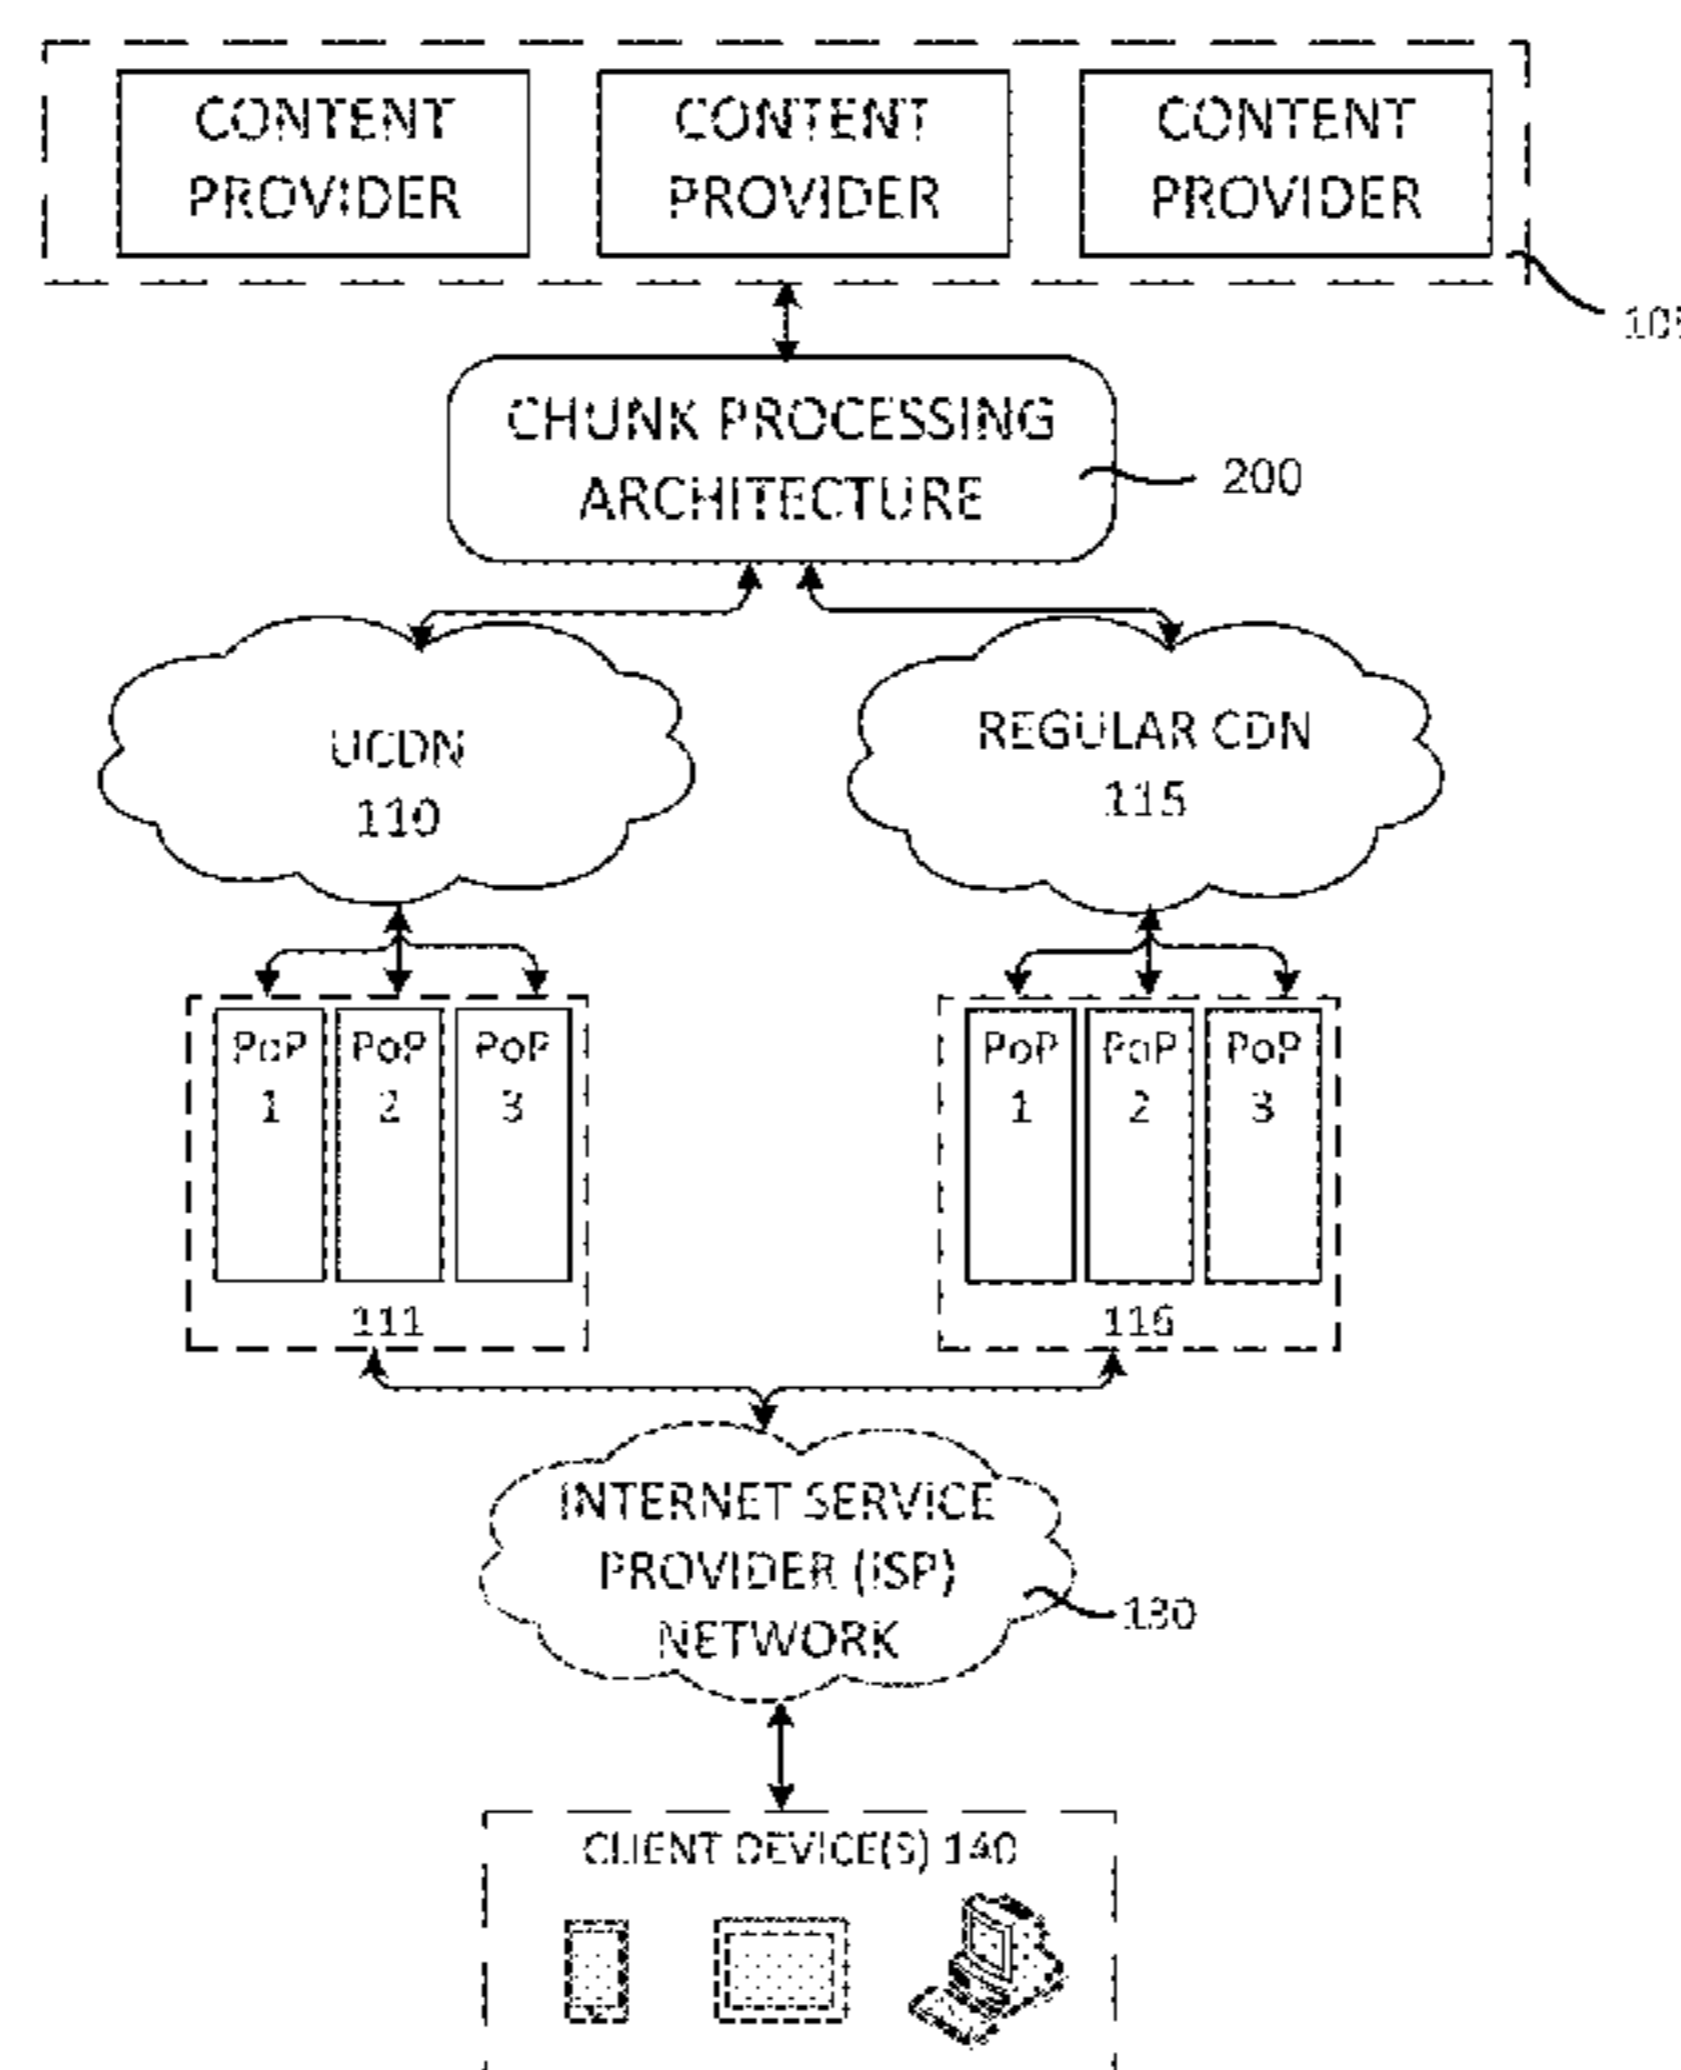 CONTENT PROVIDER
CONTENT PROVIDER
CONTENT PROVIDER
CHUNK PROCESSING
ARCHITECTURE
200
UCDN
110
REGULAR CDN
115
PoP
1
PoP
2
PoP
3
111
PoP
1
PoP
2
PoP
3
116
INTERNET SERVICE
PROVIDER (ISP)
NETWORK
130
CLIENT DEVICE(S) 140